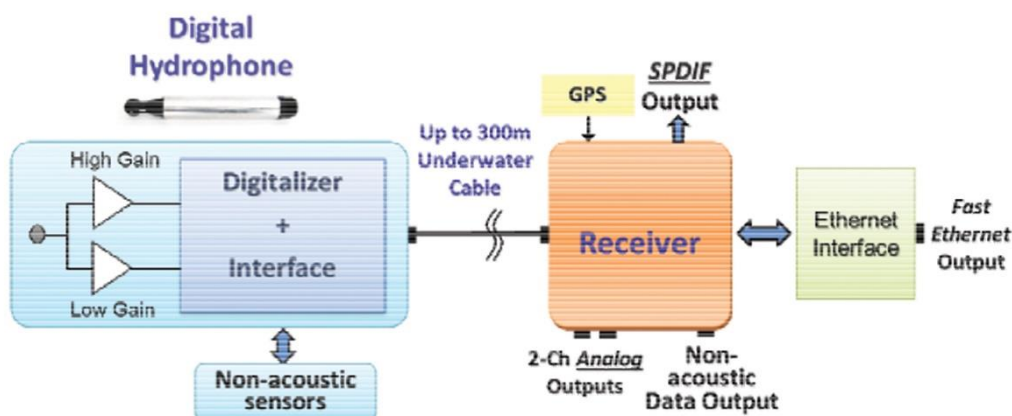 Digital
Hydrophone
High Gain
Low Gain
Digitalizer
+
Interface
Non-acoustic
sensors
Up to 300m
Underwater
Cable
GPS
SPDIF
Output
Receiver
2-Ch Analog
Outputs
Non-
acoustic
Data Output
Ethernet
Interface
Fast
Ethernet
Output